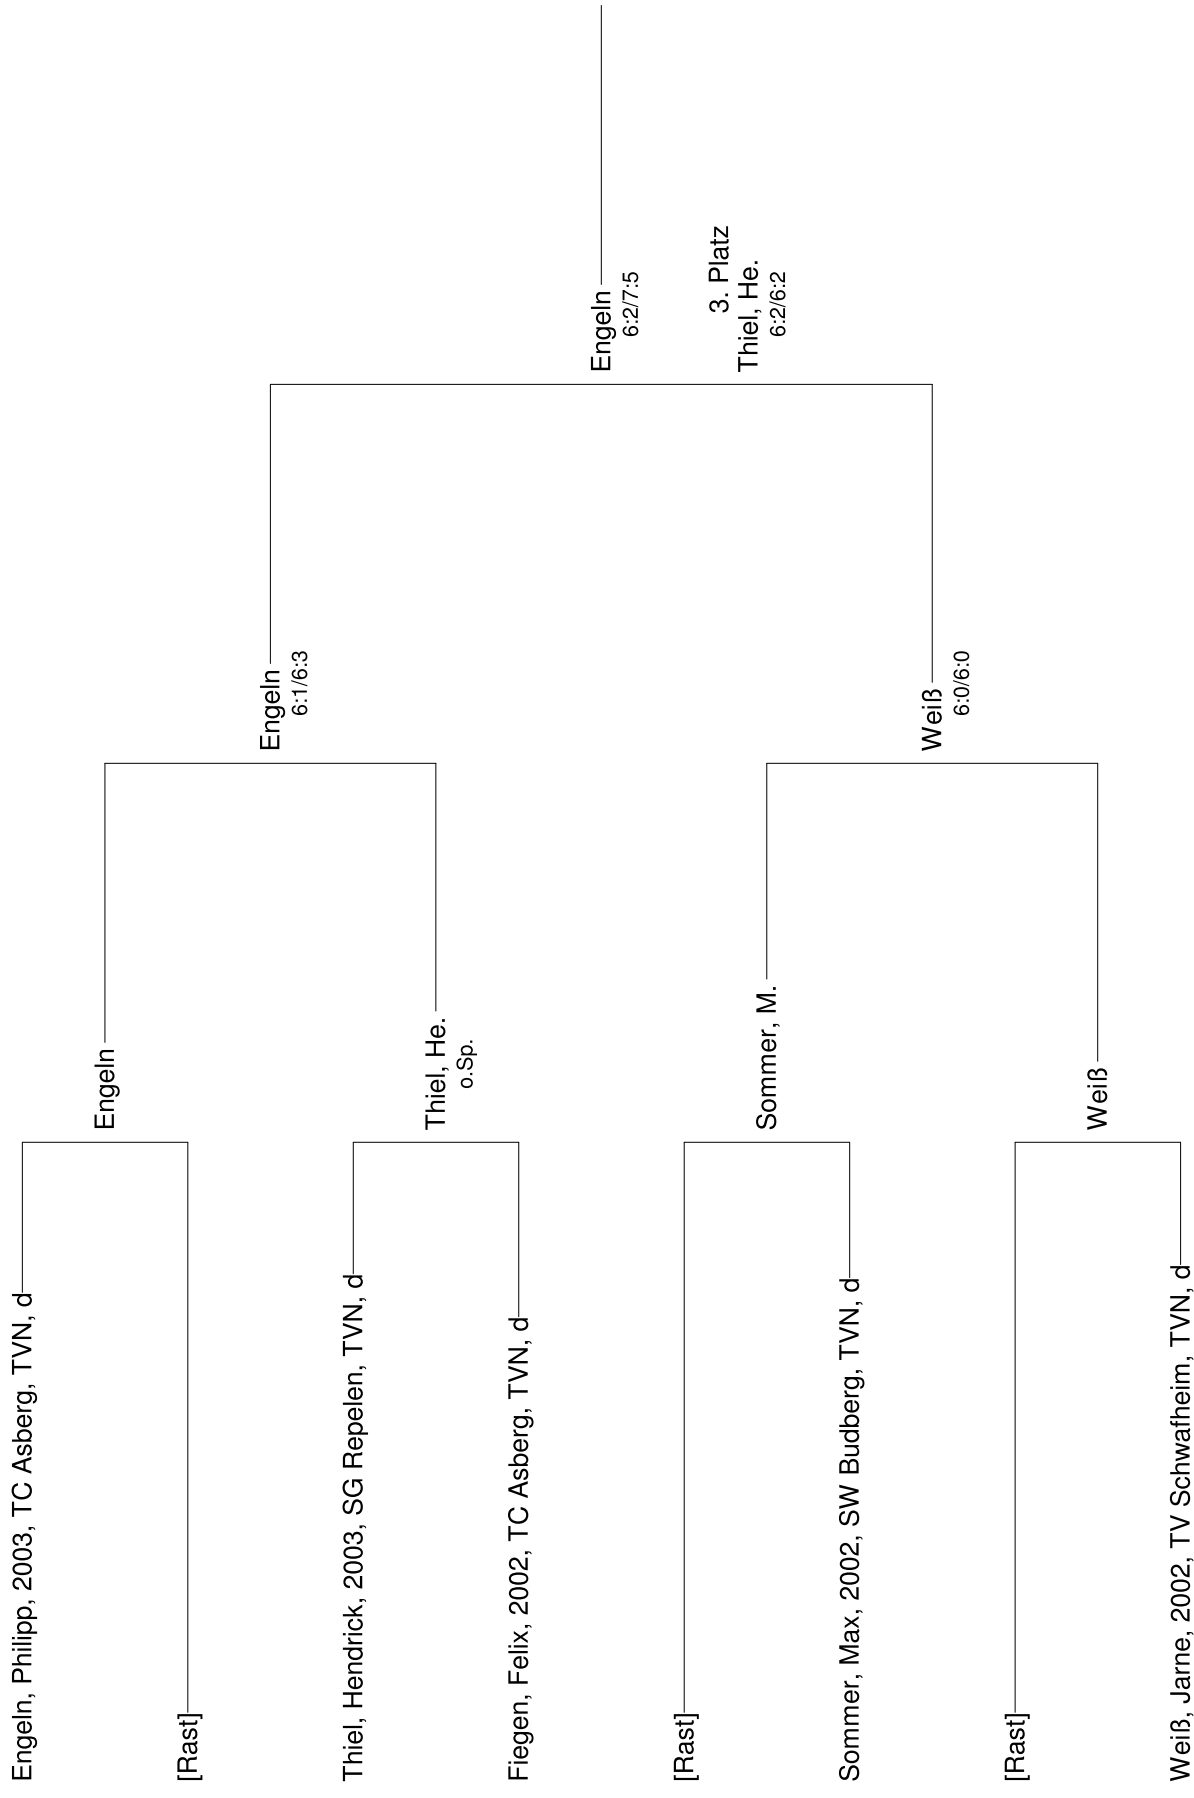 Engeln, Philipp, 2003, TC Asberg, TVN, d
[Rast]
Thiel, Hendrick, 2003, SG Repelen, TVN, d
Fiegen, Felix, 2002, TC Asberg, TVN, d
[Rast]
Sommer, Max, 2002, SW Budberg, TVN, d
[Rast]
Weiß, Jarne, 2002, TV Schwafheim, TVN, d
Engeln
Thiel, He.
o.Sp.
Sommer, M.
Weiß
Engeln
6:1/6:3
Weiß
6:0/6:0
Engeln
6:2/7:5
3. Platz
Thiel, He.
6:2/6:2